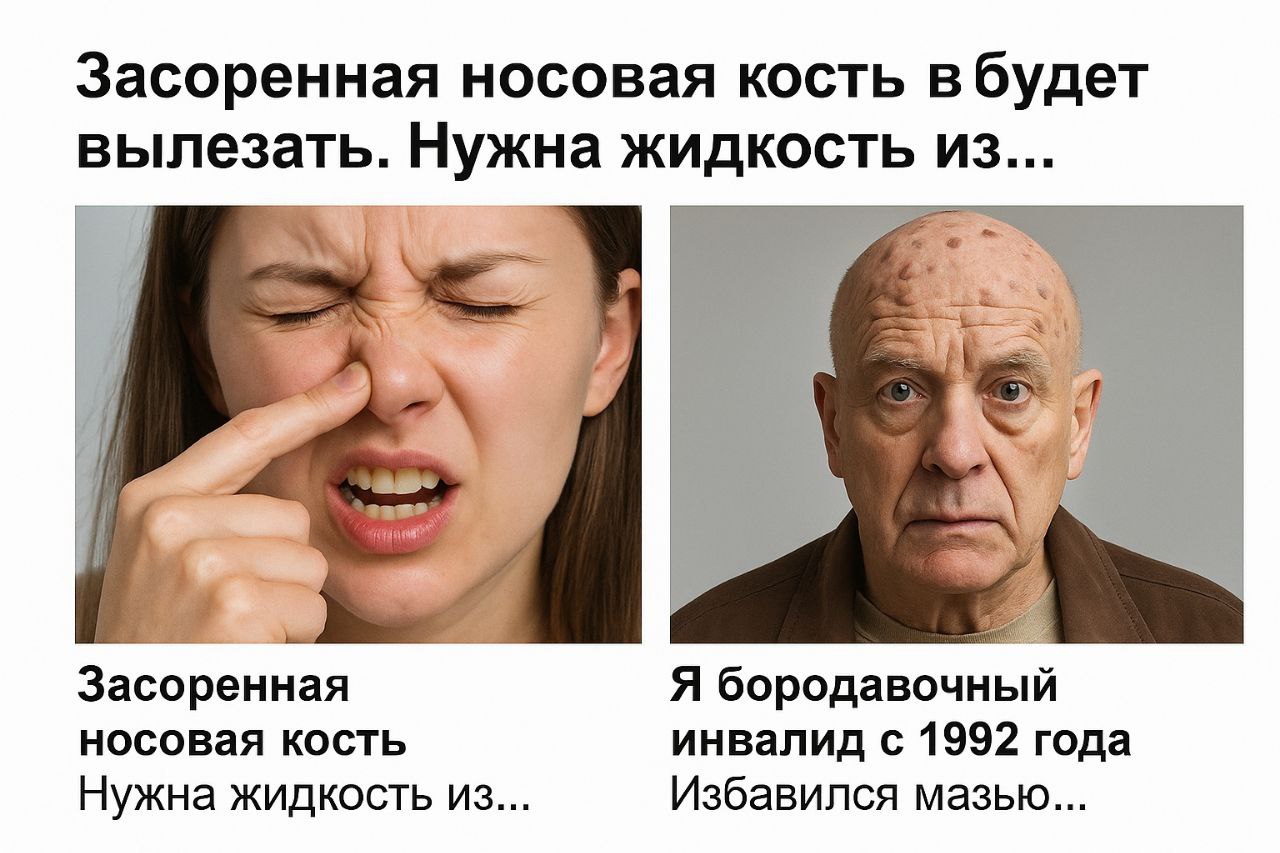 Засоренная носовая кость в будет
вылезать. Нужна жидкость из...
Засоренная
носовая кость
Нужна жидкость из...
Я бородавочный
инвалид с 1992 года
Избавился мазью...